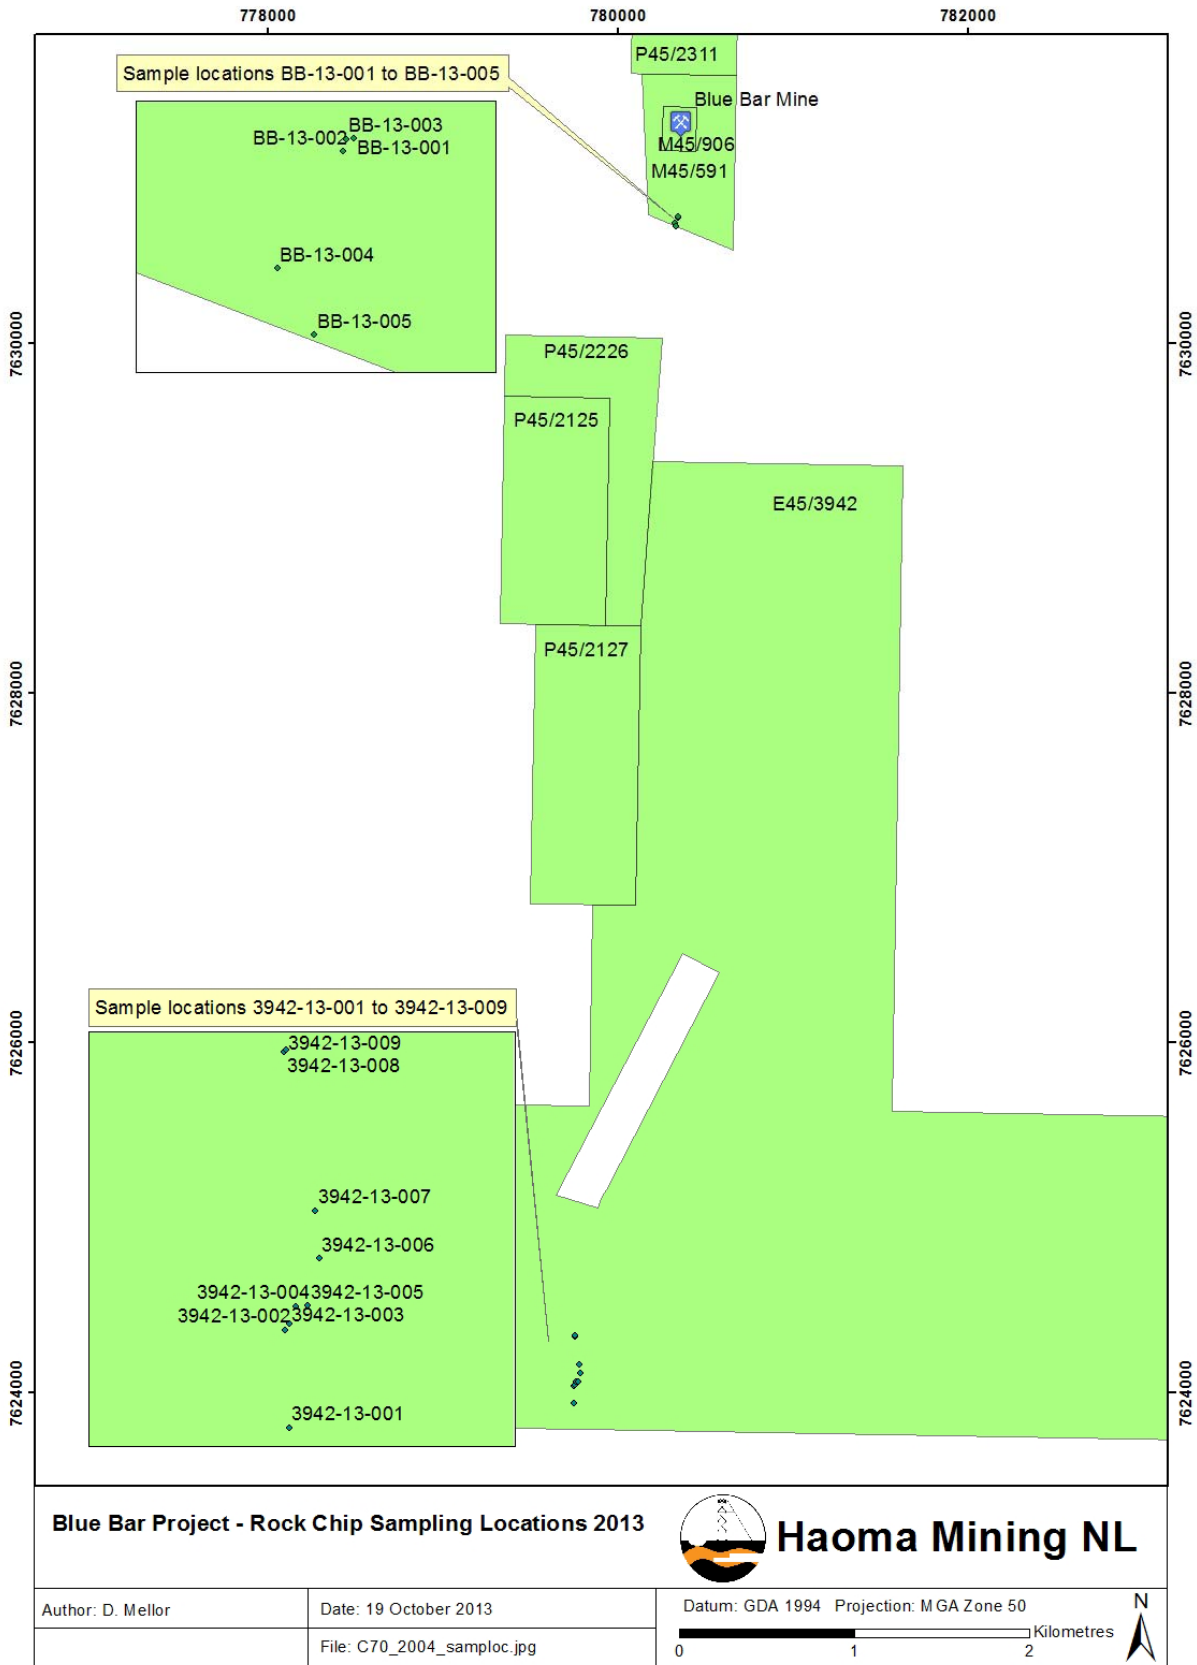 778000
780000
782000
P45/2311
Sample locations BB-13-001 to BB-13-005
Blue Bar Mine
BB-13-003
BB-13-002
BB-13-001
M45/906
M45/591
BB-13-004
BB-13-005
7630000
7630000
P45/2226
P45/2125
E45/3942
P45/2127
7628000
7628000
Sample locations 3942-13-001 to 3942-13-009
3942-13-009
3942-13-008
7626000
7626000
3942-13-007
3942-13-006
3942-13-004
3942-13-005
3942-13-002
3942-13-003
7624000
7624000
3942-13-001
Blue Bar Project - Rock Chip Sampling Locations 2013
Haoma Mining NL
Author: D. Mellor
Date: 19 October 2013
File: C70_2004_samploc.jpg
Datum: GDA 1994 Projection: MGA Zone 50
N
Kilometres
0 1 2